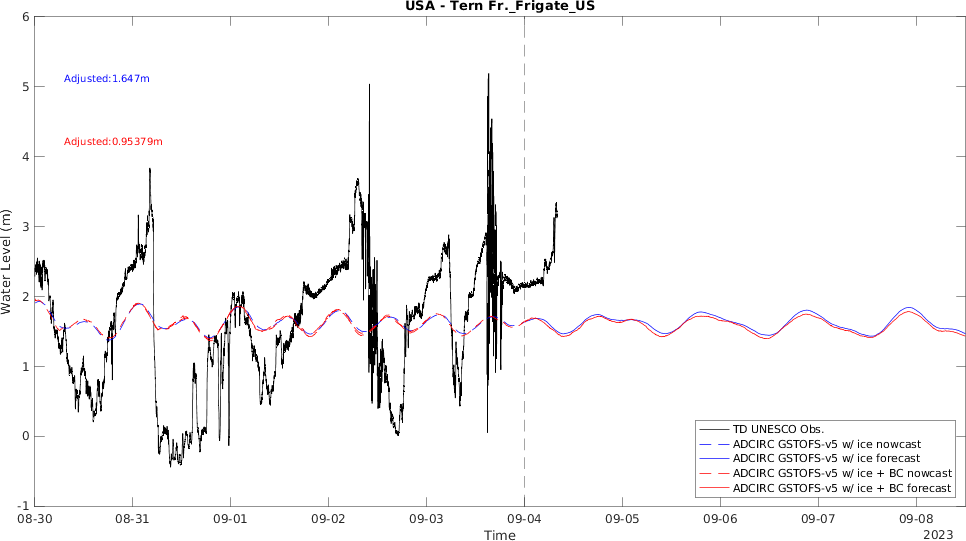 USA - Tern Fr._Frigate_US
6
5
4
3
2
1
0
-1
Water Level (m)
Adjusted:1.647m
Adjusted:0.95379m
TD UNESCO Obs.
ADCIRC GSTOFS-v5 w/ ice nowcast
ADCIRC GSTOFS-v5 w/ ice forecast
ADCIRC GSTOFS-v5 w/ ice + BC nowcast
ADCIRC GSTOFS-v5 w/ ice + BC forecast
08-30 08-31 09-01 09-02 09-03 09-04 09-05 09-06 09-07 09-08
Time
2023